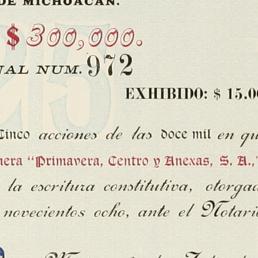 DE MICHOACAN.
$ 300,000.
NUM. 972
EXHIBIDO: $ 15.00
Cinco acciones de las doce mil en qu
nera "Primavera, Centro y Anexas, S. A.,"
la escritura constitutiva, otorgad
novecientos ocho, ante el Notari